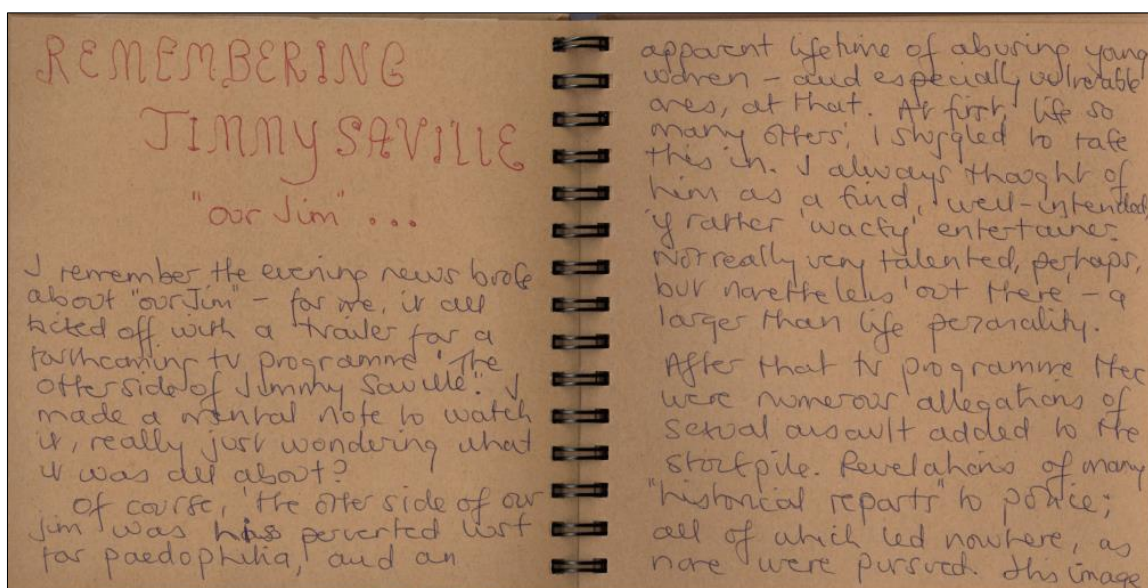 REMEMBERING
JIMMY SAVILLE
"our Jim" ...
I remember the evening news broke
about "our Jim" – for me, it all
kicked off with a trailer for a
forthcoming tv programme 'The
other side of Jimmy Saville'. I
made a mental note to watch
it, really just wondering what
it was all about?
Of course, 'the other side of our
Jim' was his perverted lust
for paedophilia, and an
apparent lifetime of abusing young
women – and especially vulnerable
ones, at that. At first, like so
many others, I struggled to take
this in. I always thought of
him as a kind, well-intended
if rather 'wacky' entertainer.
Not really very talented, perhaps,
but nonetheless 'out there' – a
larger than life personality.
After that tv programme there
were numerous allegations of
sexual assault added to the
stockpile. Revelations of many
"historical reports" to police;
all of which led nowhere, as
none were pursued. This image